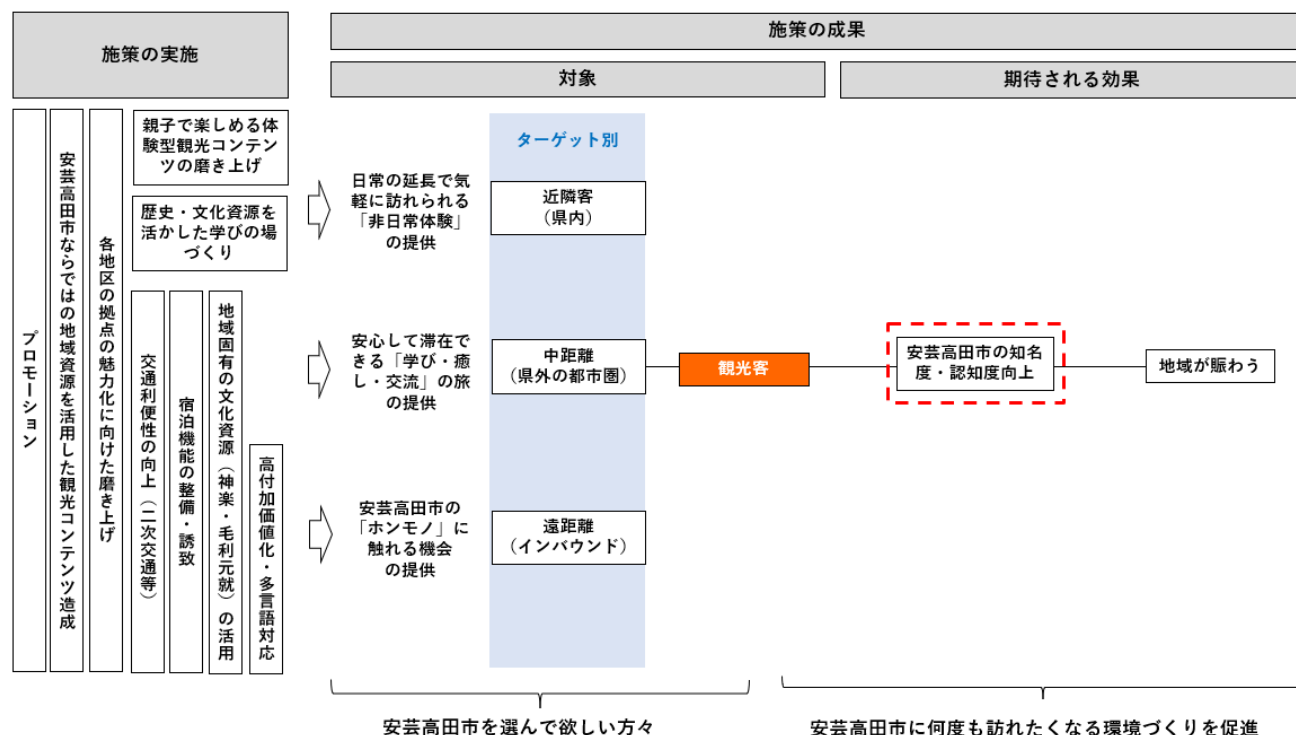 施策の実施
施策の成果
対象
期待される効果
プロモーション
安芸高田市ならではの地域資源を活用した観光コンテンツ造成
各地区の拠点の魅力化に向けた磨き上げ
親子で楽しめる体
験型観光コンテン
ツの磨き上げ
歴史・文化資源を
活かした学びの場
づくり
交通利便性の向上（二次交通等）
宿泊機能の整備・誘致
地域固有の文化資源（神楽・毛利元就）の活用
高付加価値化・多言語対応
日常の延長で気
軽に訪れられる
「非日常体験」
の提供
安心して滞在で
きる「学び・癒
し・交流」の旅
の提供
安芸高田市の
「ホンモノ」に
触れる機会
の提供
ターゲット別
近隣客
（県内）
中距離
（県外の都市圏）
遠距離
（インバウンド）
観光客
安芸高田市の知名
度・認知度向上
地域が賑わう
安芸高田市を選んで欲しい方々
安芸高田市に何度も訪れたくなる環境づくりを促進